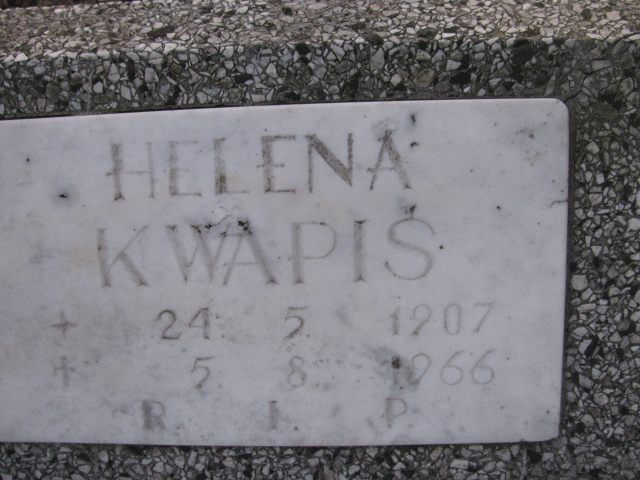 HELENA
KWAPIŚ
+ 24 5 1907
† 5 8 1966
R I P